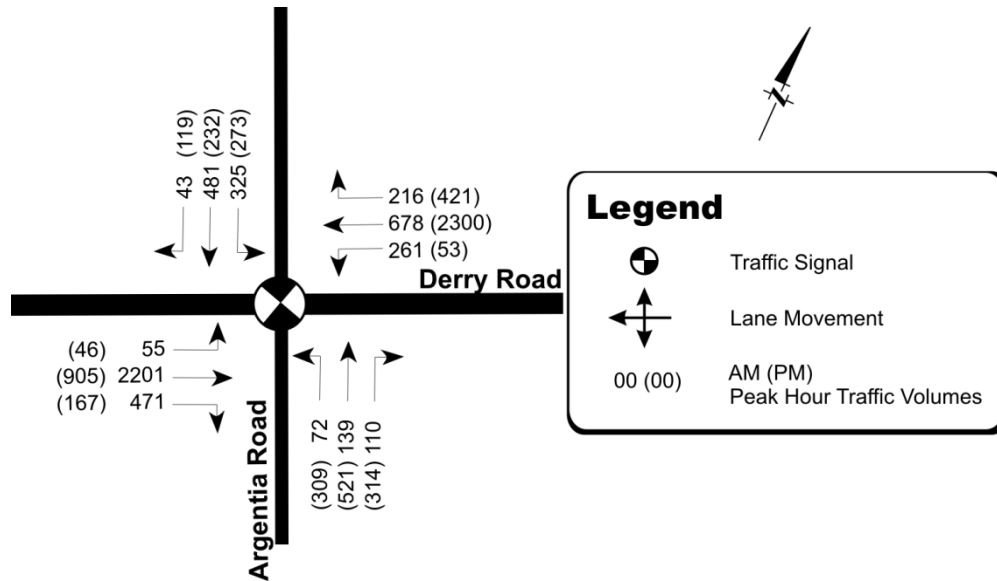 43 (119)
481 (232)
325 (273)
N
216 (421)
678 (2300)
261 (53)
Derry Road
(46) 55
(905) 2201
(167) 471
(309) 72
(521) 139
(314) 110
Argentia Road
Legend
Traffic Signal
Lane Movement
00 (00)
AM (PM)
Peak Hour Traffic Volumes